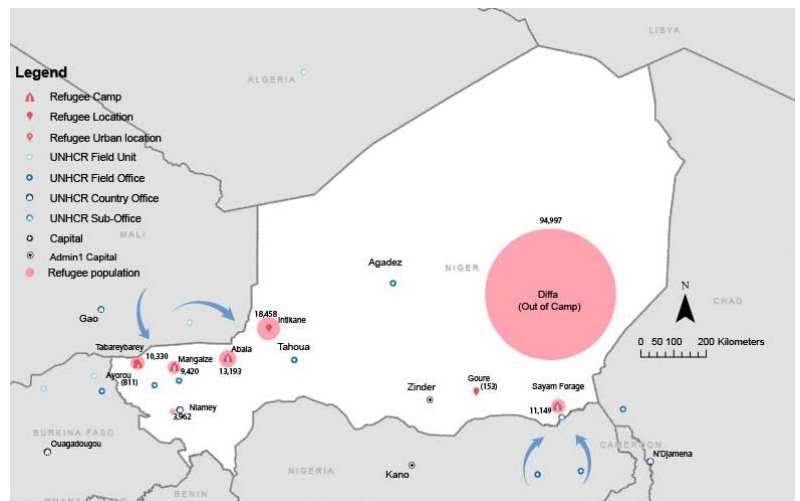 LIBYA
ALGERIA
Legend
Refugee Camp
Refugee Location
Refugee Urban location
UNHCR Field Unit
UNHCR Field Office
UNHCR Country Office
UNHCR Sub-Office
Capital
Admin1 Capital
Refugee population
MALI
94,997
Agadez
NIGER
Diffa
(Out of Camp)
CHAD
N
Gao
18,458
Intikane
Tabareybarey
10,330
Mangaize
9,420
Abala
13,193
Tahoua
0 50 100 200 Kilometers
Ayorou
(811)
Niamey
3,962
Zinder
Goure
(153)
Sayam Forage
11,149
BURKINA FASO
Ouagadougou
CAMEROON
N'Djamena
NIGERIA
Kano
BENIN